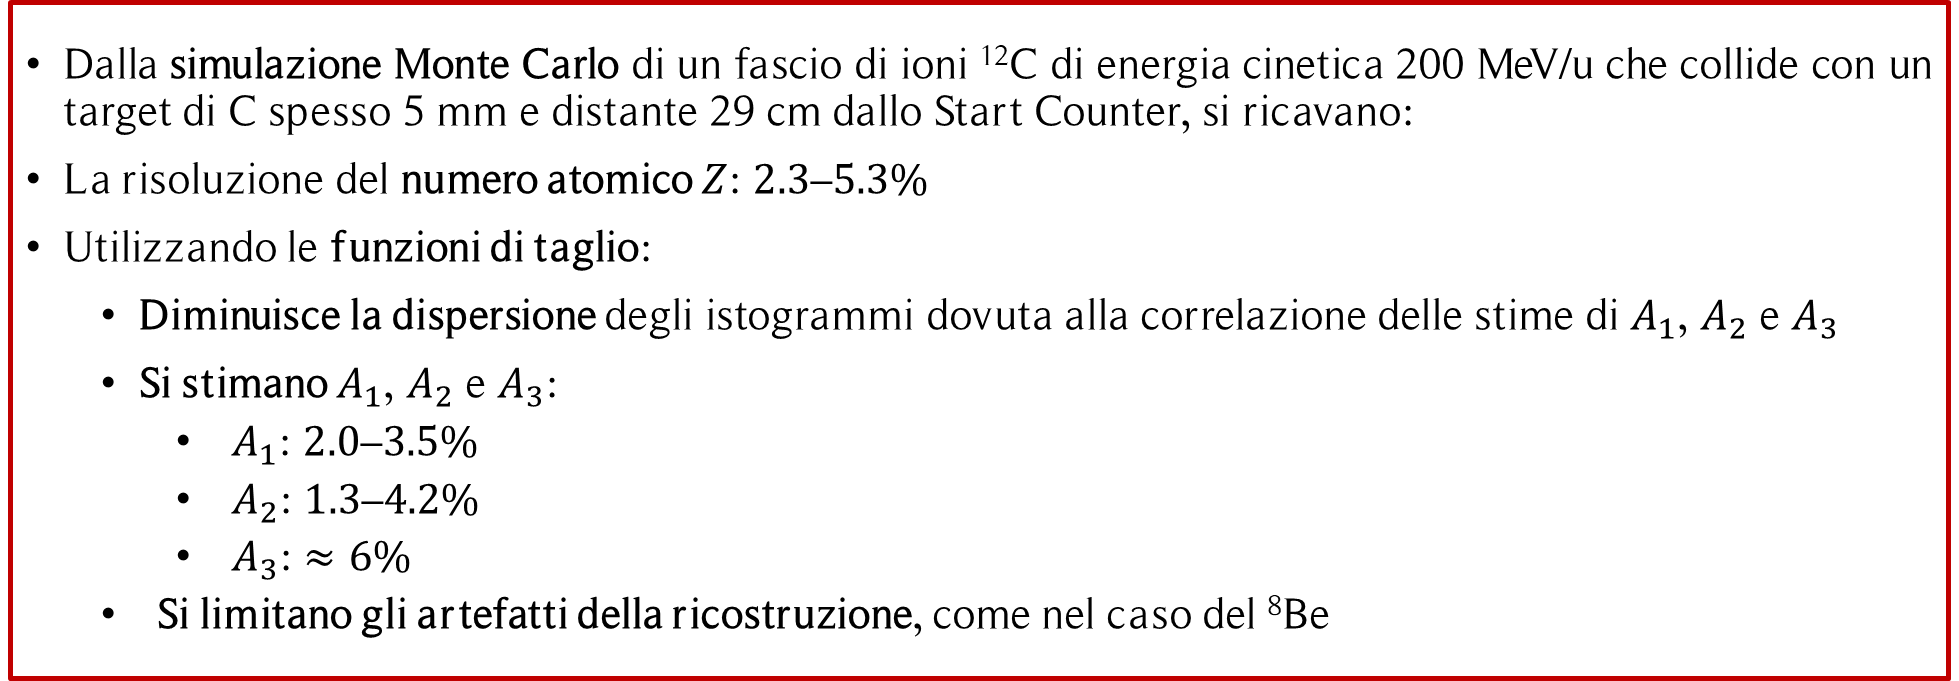 • Dalla simulazione Monte Carlo di un fascio di ioni ¹²C di energia cinetica 200 MeV/u che collide con un
target di C spesso 5 mm e distante 29 cm dallo Start Counter, si ricavano:
• La risoluzione del numero atomico Z: 2.3–5.3%
• Utilizzando le funzioni di taglio:
• Diminuisce la dispersione degli istogrammi dovuta alla correlazione delle stime di A₁, A₂ e A₃
• Si stimano A₁, A₂ e A₃:
• A₁: 2.0–3.5%
• A₂: 1.3–4.2%
• A₃: ≈ 6%
• Si limitano gli artefatti della ricostruzione, come nel caso del ⁸Be